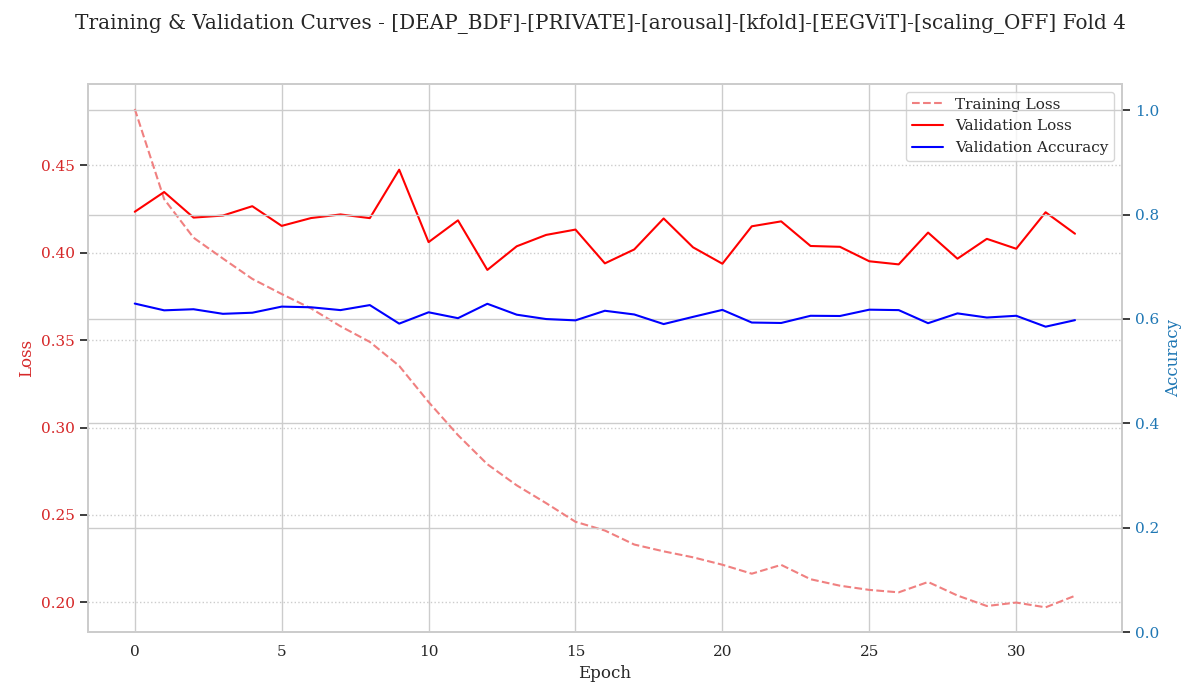 Training & Validation Curves - [DEAP_BDF]-[PRIVATE]-[arousal]-[kfold]-[EEGViT]-[scaling_OFF] Fold 4
Training Loss
Validation Loss
Validation Accuracy
Loss
0.45
0.40
0.35
0.30
0.25
0.20
1.0
0.8
0.6
0.4
0.2
0.0
Accuracy
0 5 10 15 20 25 30
Epoch